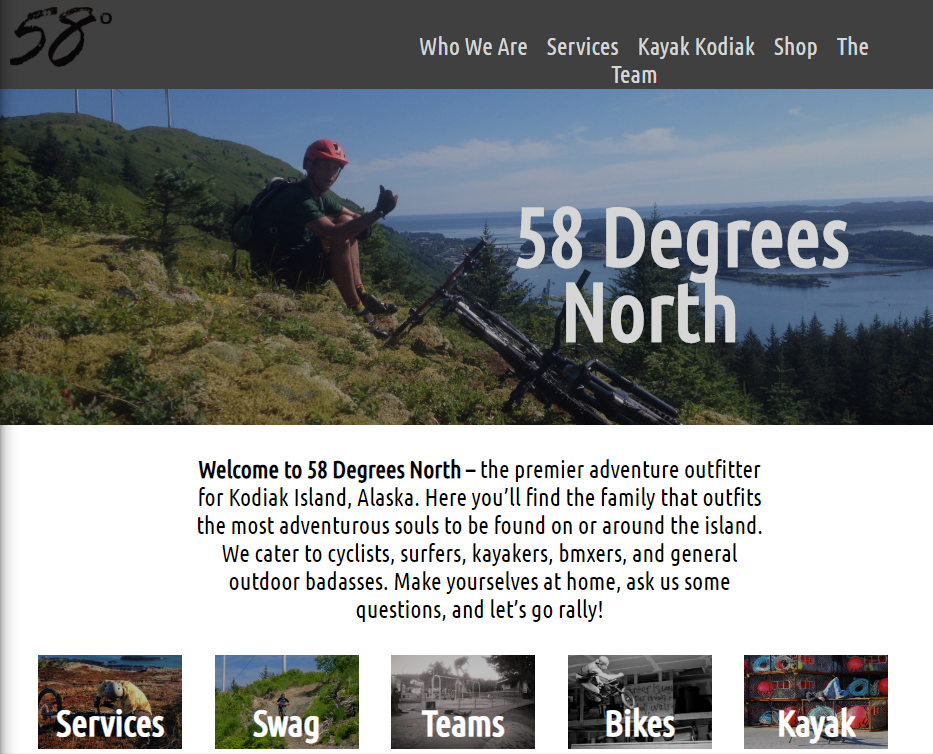 58°
Who We Are Services Kayak Kodiak Shop The
Team
58 Degrees
North
Welcome to 58 Degrees North – the premier adventure outfitter
for Kodiak Island, Alaska. Here you’ll find the family that outfits
the most adventurous souls to be found on or around the island.
We cater to cyclists, surfers, kayakers, bmxers, and general
outdoor badasses. Make yourselves at home, ask us some
questions, and let’s go rally!
Services Swag Teams Bikes Kayak